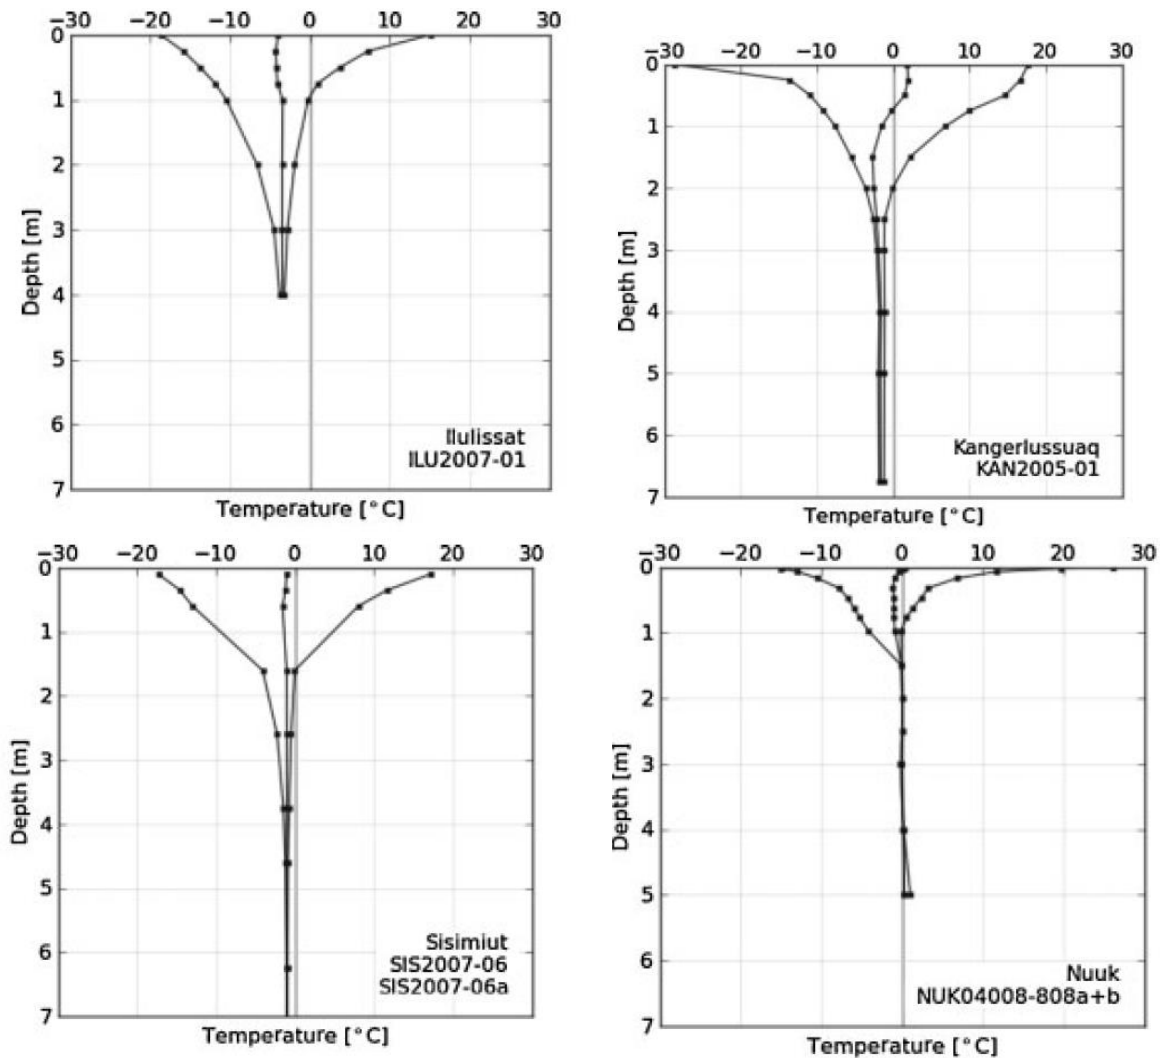 −30 −20 −10 0 10 20 30
0
1
2
3
4
5
6
7
Depth [m]
Ilulissat
ILU2007-01
Temperature [°C]
−30 −20 −10 0 10 20 30
0
1
2
3
4
5
6
7
Depth [m]
Kangerlussuaq
KAN2005-01
Temperature [°C]
−30 −20 −10 0 10 20 30
0
1
2
3
4
5
6
7
Depth [m]
Sisimiut
SIS2007-06
SIS2007-06a
Temperature [°C]
−30 −20 −10 0 10 20 30
0
1
2
3
4
5
6
7
Depth [m]
Nuuk
NUK04008-808a+b
Temperature [°C]